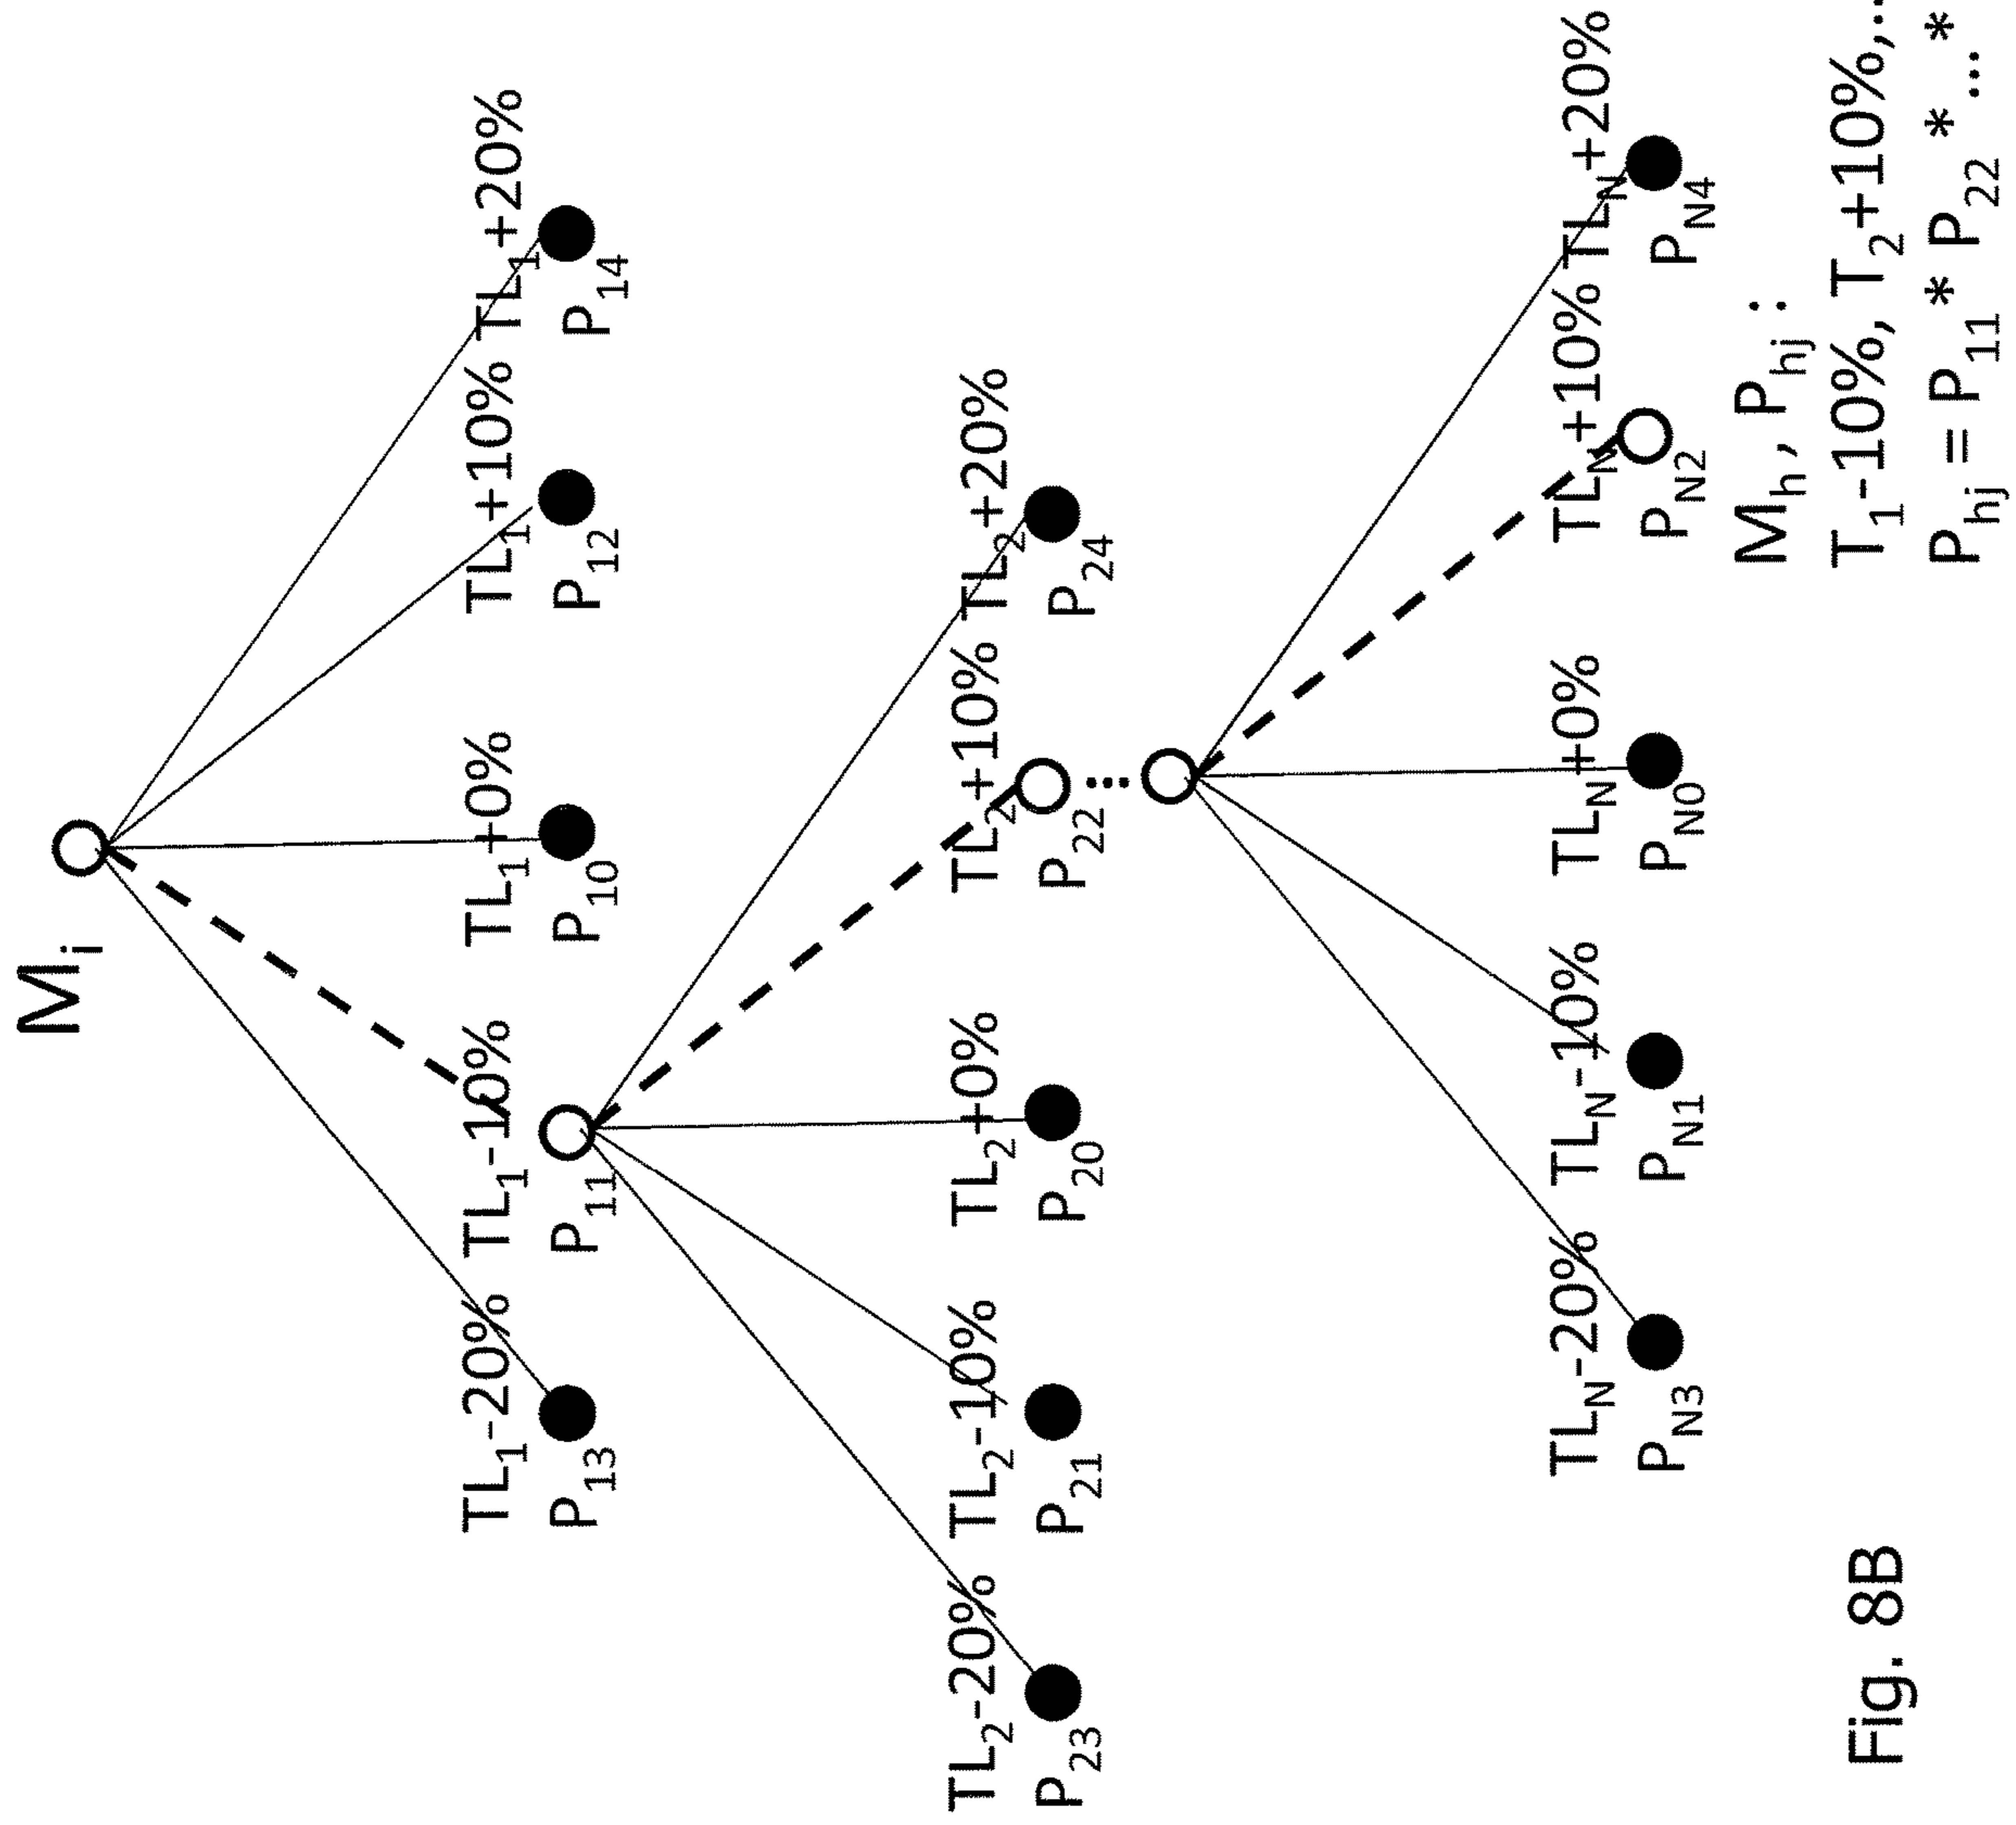 M_i
TL_1-20% TL_1-10% TL_1+0% TL_1+10% TL_1+20%
P_13 P_11 P_10 P_12 P_14
TL_2-20% TL_2-10% TL_2+0% TL_2+10% TL_2+20%
P_23 P_21 P_20 P_22 P_24
TL_N-20% TL_N-10% TL_N+0% TL_N+10% TL_N+20%
P_N3 P_N1 P_N0 P_N2 P_N4
M_h, P_hj :
T_1-10%, T_2+10%,...
P_hj = P_11 * P_22 * ... *
Fig. 8B